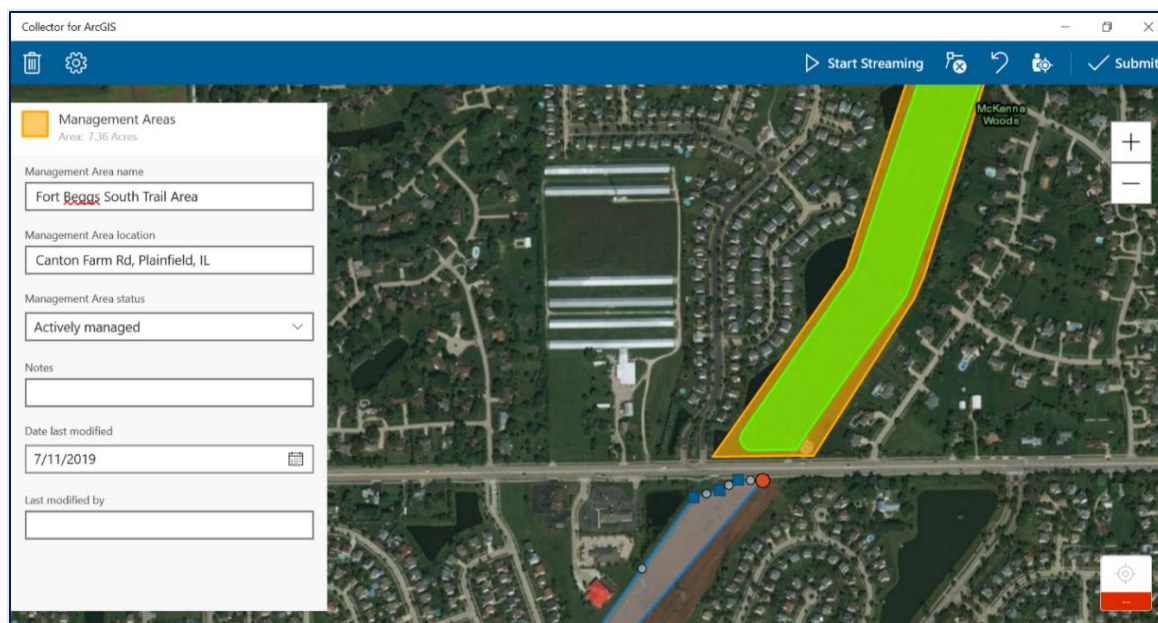 Collector for ArcGIS
Start Streaming
Submit
Management Areas
Area: 7.36 Acres
Management Area name
Fort Beggs South Trail Area
Management Area location
Canton Farm Rd, Plainfield, IL
Management Area status
Actively managed
Notes
Date last modified
7/11/2019
Last modified by
McKenna
Woods
--